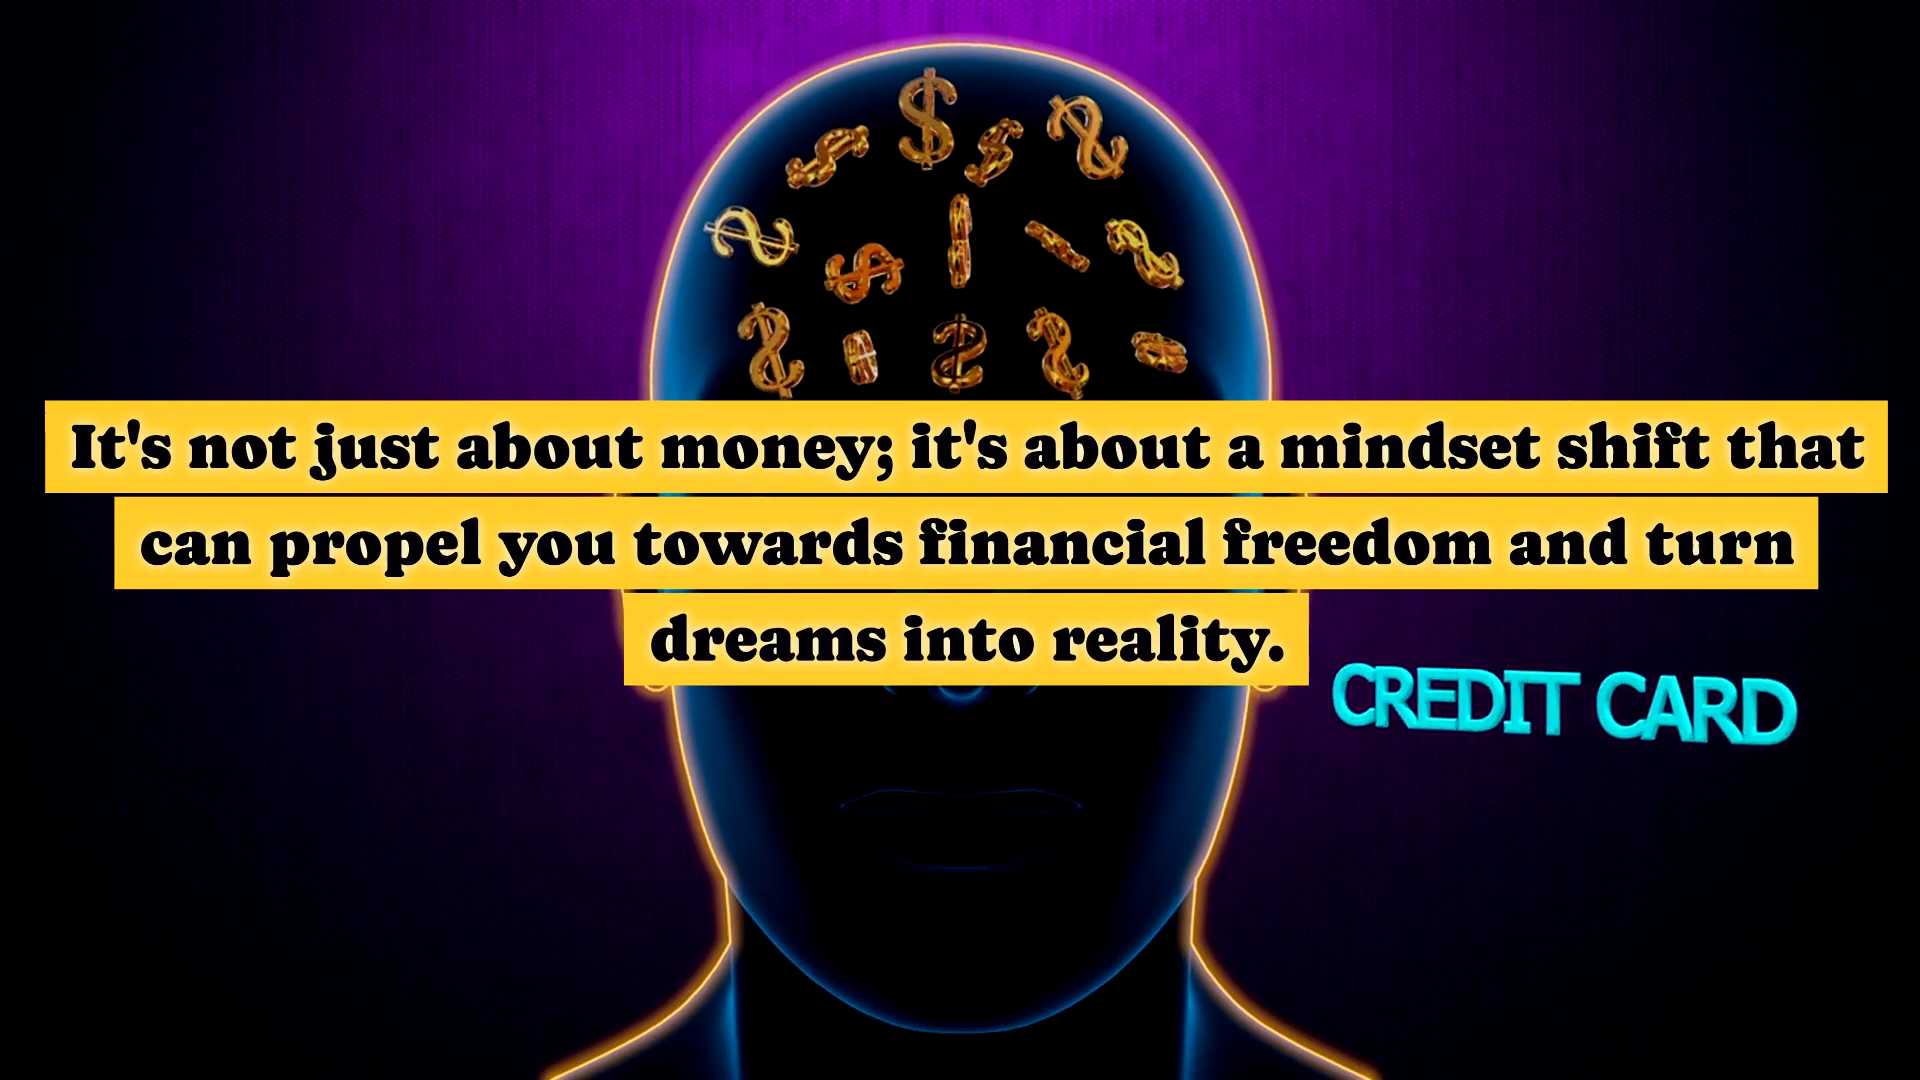 It's not just about money; it's about a mindset shift that
can propel you towards financial freedom and turn
dreams into reality.
CREDIT CARD